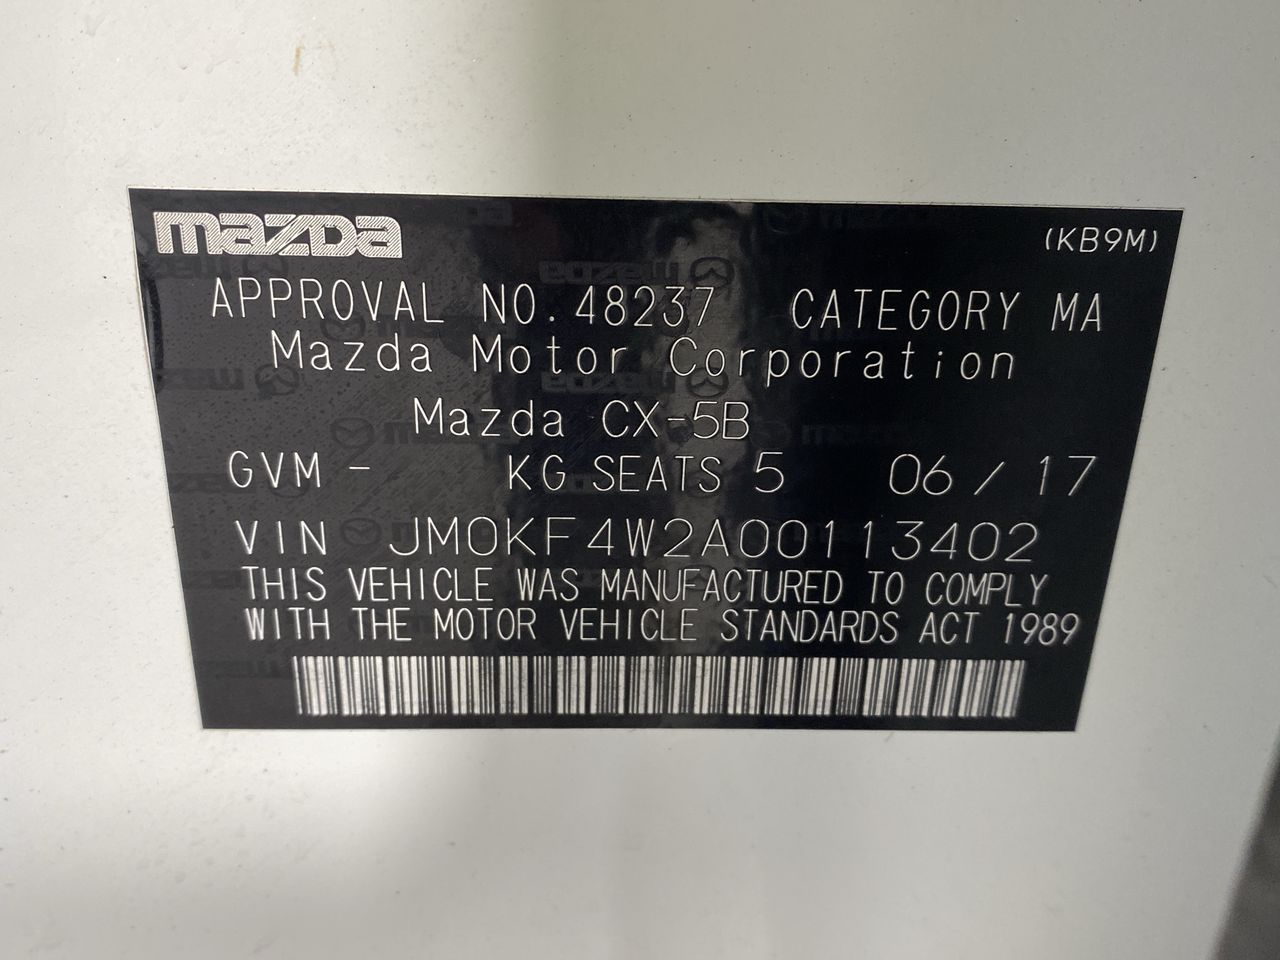 mazda
(KB9M)
APPROVAL NO. 48237 CATEGORY MA
Mazda Motor Corporation
Mazda CX-5B
GVM - KG SEATS 5 06 / 17
VIN JM0KF4W2A00113402
THIS VEHICLE WAS MANUFACTURED TO COMPLY
WITH THE MOTOR VEHICLE STANDARDS ACT 1989